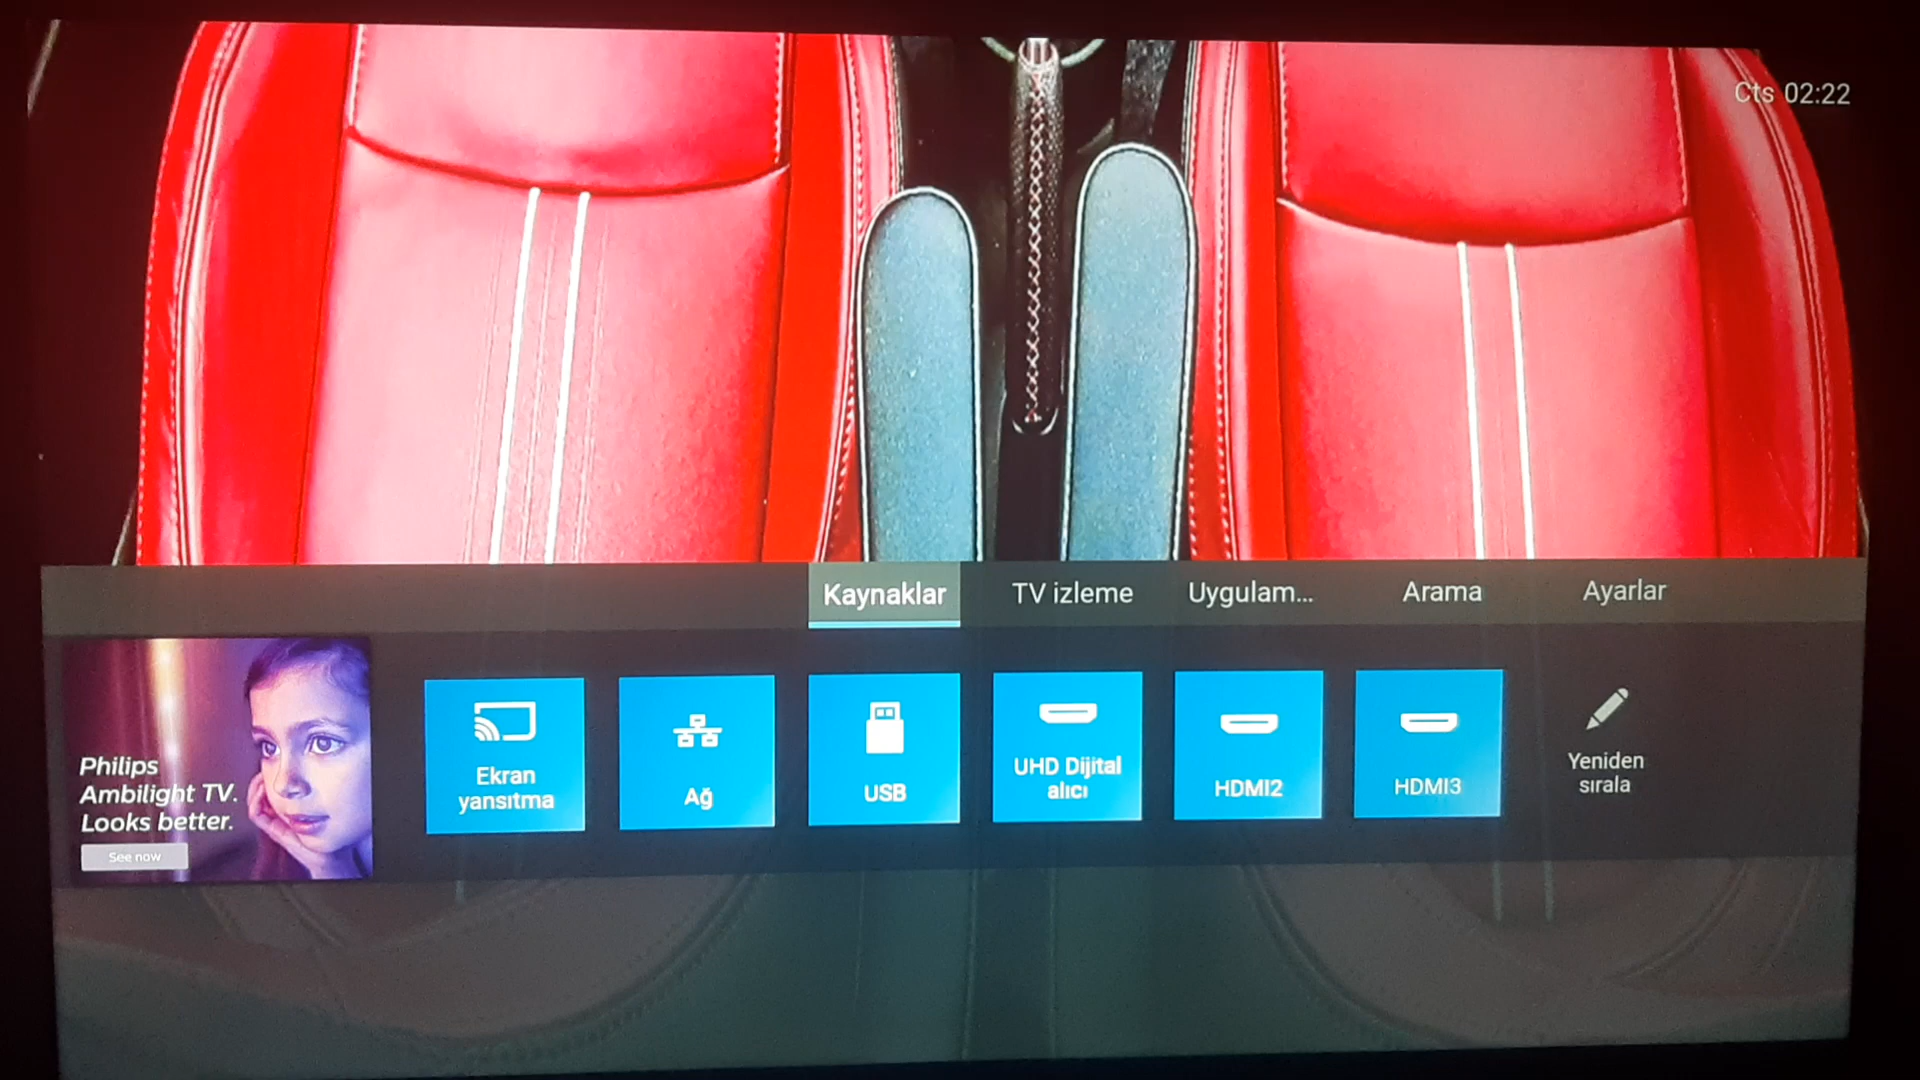 Cts 02:22
Kaynaklar
TV izleme
Uygulam...
Arama
Ayarlar
Philips
Ambilight TV.
Looks better.
See now
Ekran
yansıtma
Ağ
USB
UHD Dijital
alıcı
HDMI2
HDMI3
Yeniden
sırala